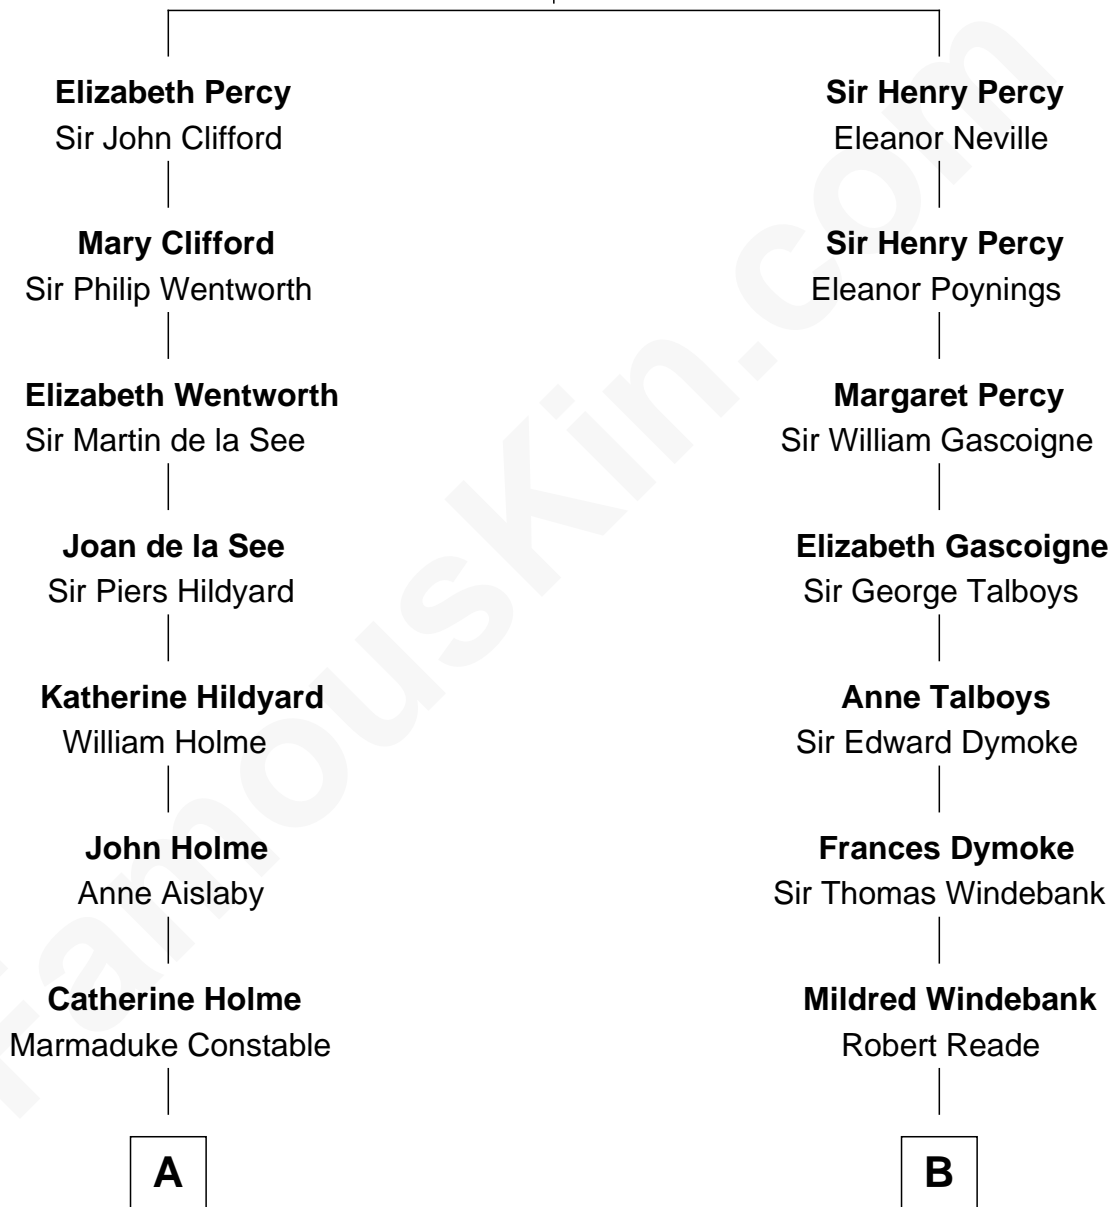 Elizabeth Percy
Sir John Clifford
Mary Clifford
Sir Philip Wentworth
Elizabeth Wentworth
Sir Martin de la See
Joan de la See
Sir Piers Hildyard
Katherine Hildyard
William Holme
John Holme
Anne Aislaby
Catherine Holme
Marmaduke Constable
A
Sir Henry Percy
Eleanor Neville
Sir Henry Percy
Eleanor Poynings
Margaret Percy
Sir William Gascoigne
Elizabeth Gascoigne
Sir George Talboys
Anne Talboys
Sir Edward Dymoke
Frances Dymoke
Sir Thomas Windebank
Mildred Windebank
Robert Reade
B
FamousKin.com